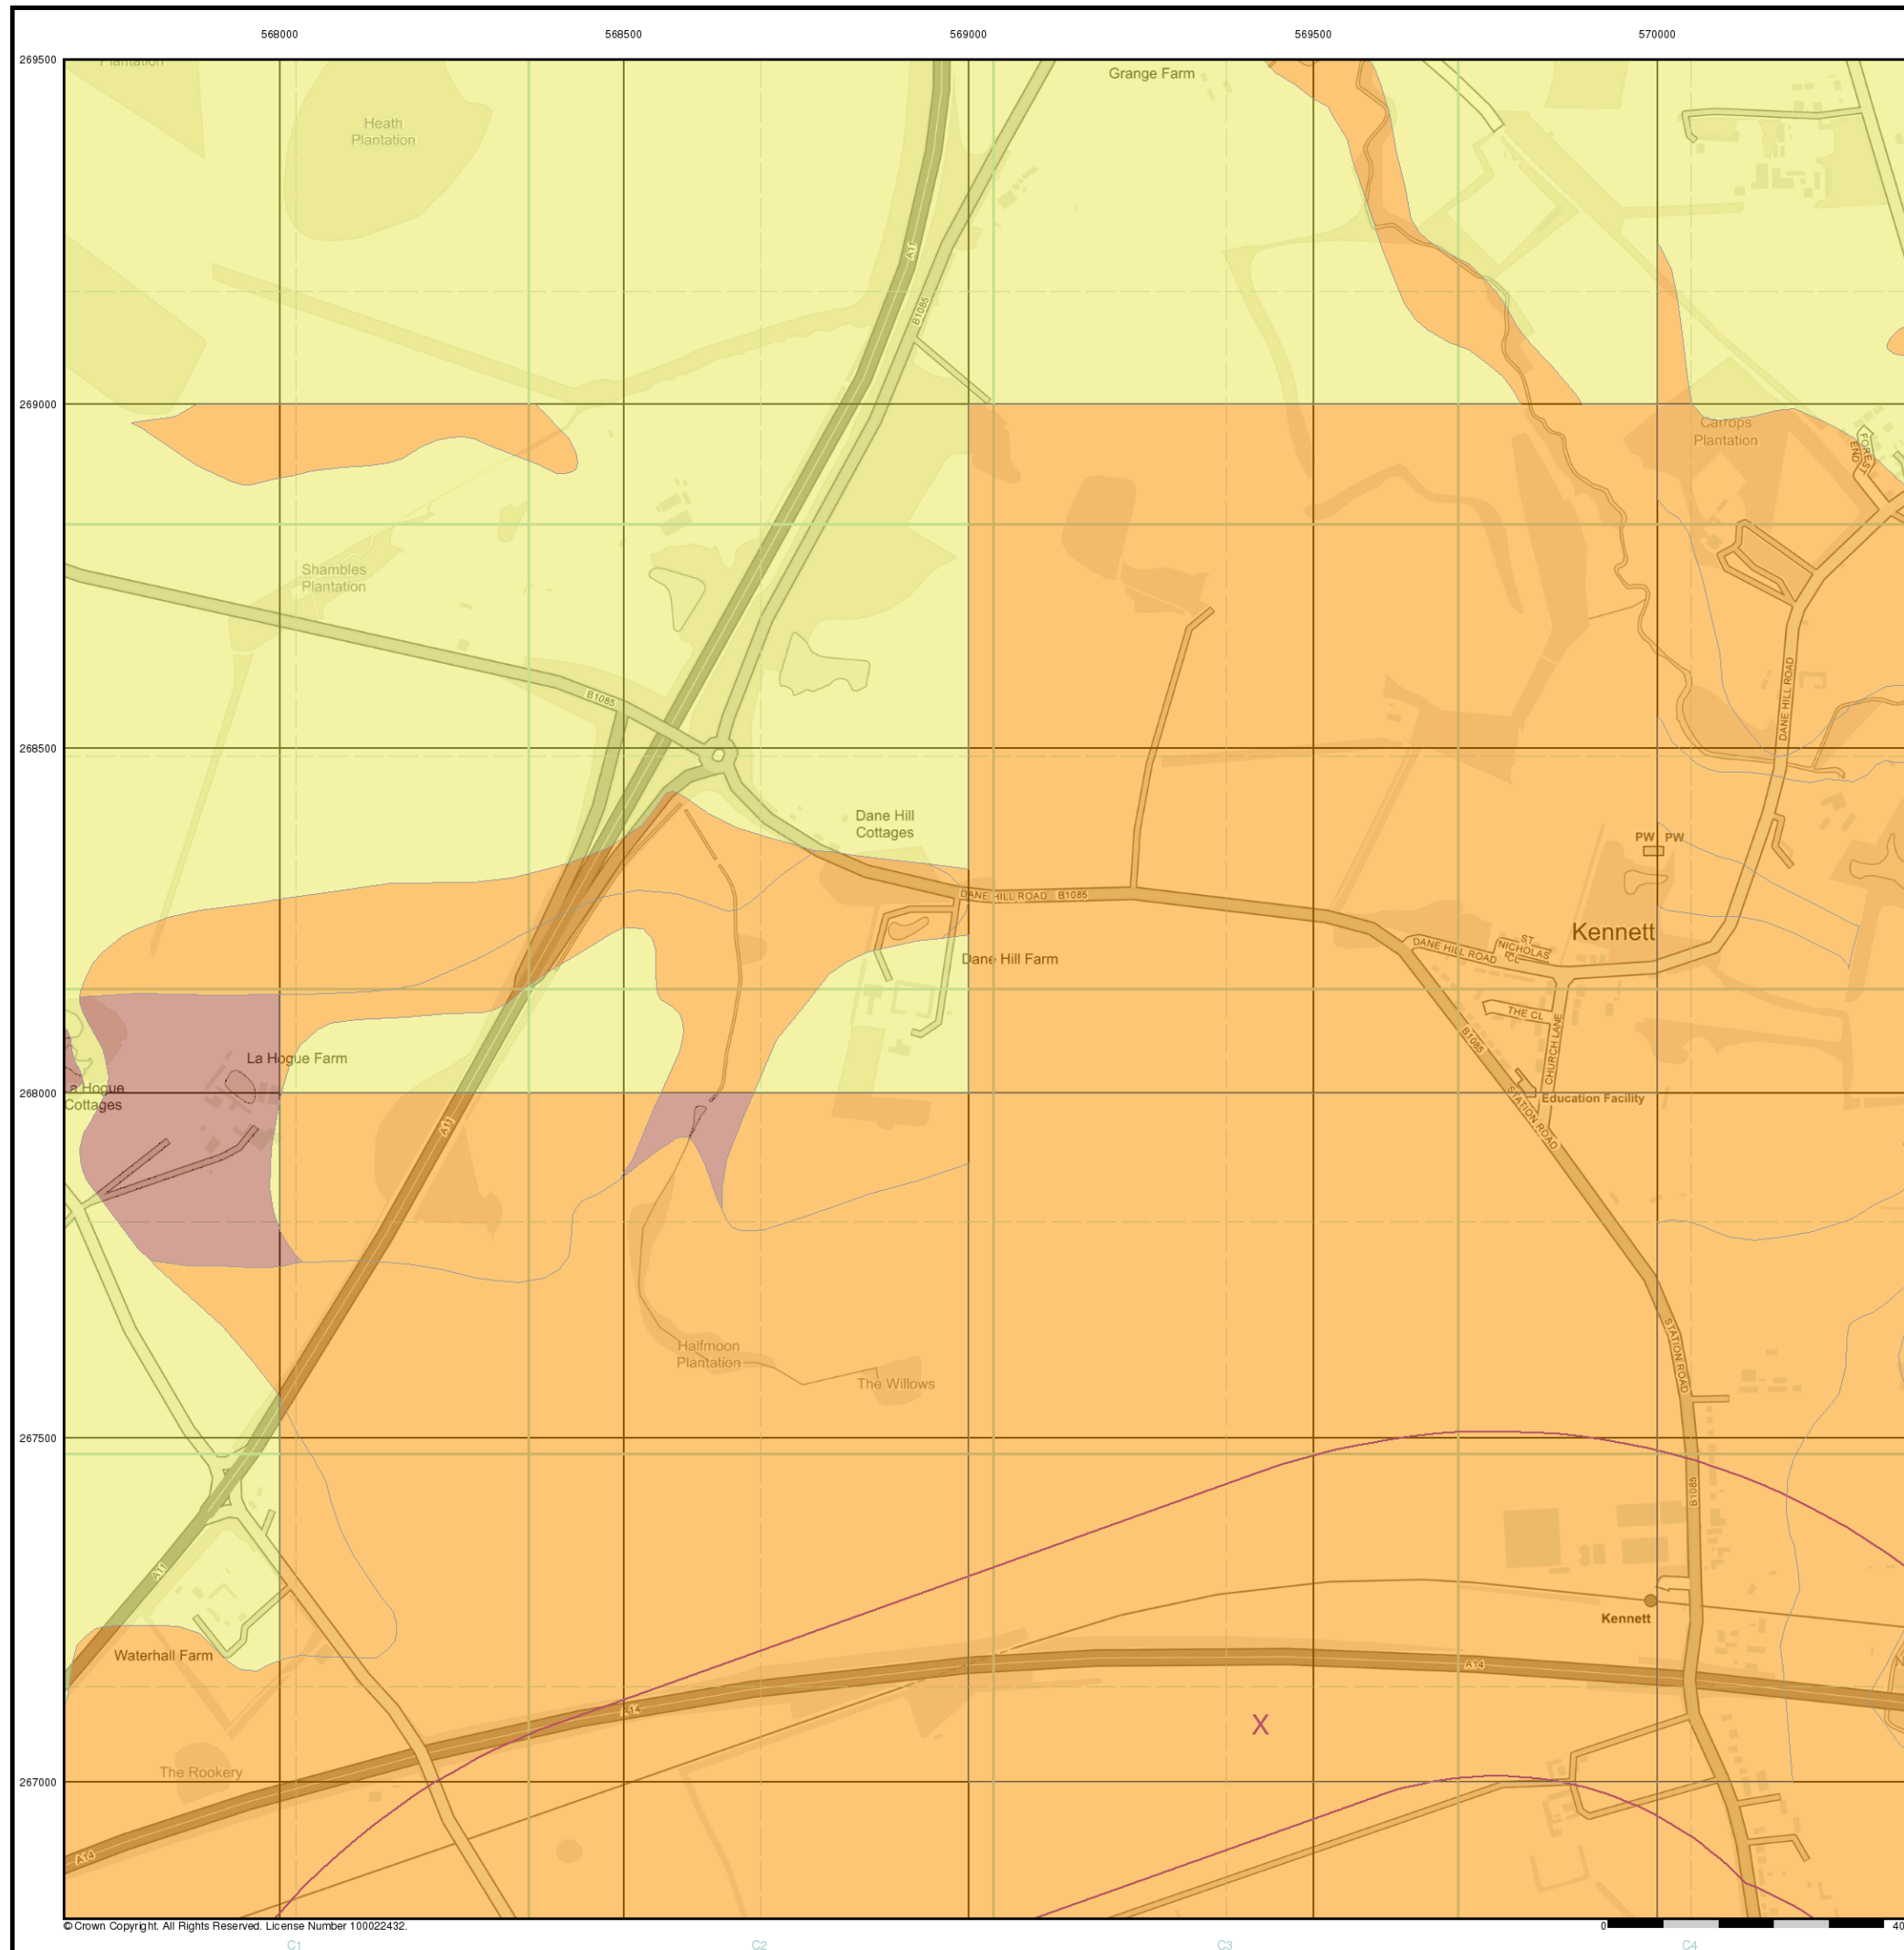 568000 568500 569000 569500 570000
269500
Plantation
Grange Farm
Heath
Plantation
A11
B1085
269000
Carrops
Plantation
FOREST
END
Shambles
Plantation
B1085
DANE HILL ROAD
268500
Dane Hill
Cottages
PW PW
DANE HILL ROAD B1085
Kennett
DANE HILL ROAD
ST
NICHOLAS
CL
Dane Hill Farm
THE CL
B1085
CHURCH LANE
La Hogue Farm
a Hogue
Cottages
268000
Education Facility
A11
STATION ROAD
Halfmoon
Plantation
The Willows
STATION ROAD
267500
B1085
A11
Kennett
Waterhall Farm
A14
N
A14
X
The Rookery
267000
A14
© Crown Copyright. All Rights Reserved. License Number 100022432.
0 40
C1 C2 C3 C4